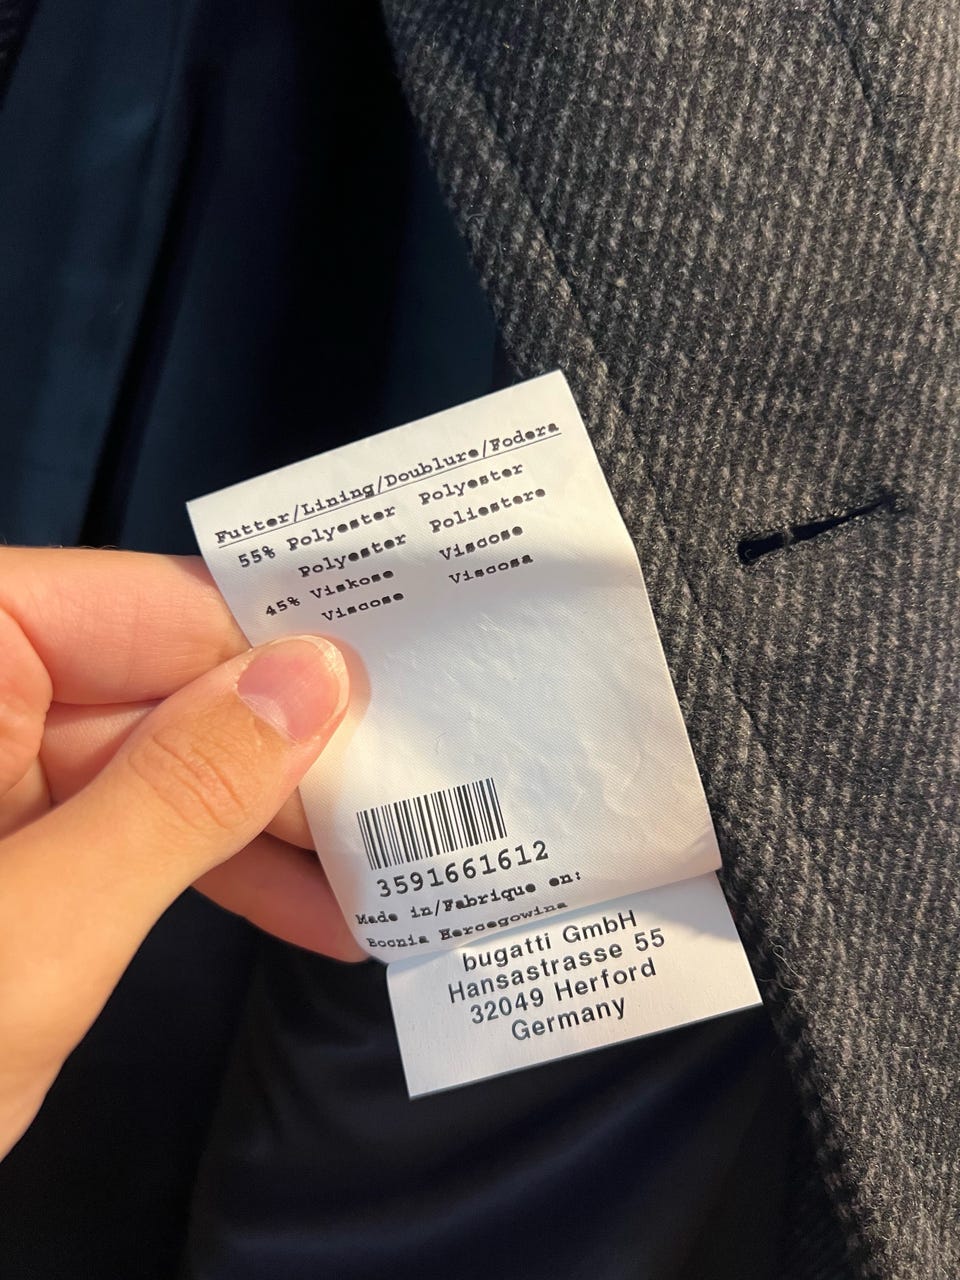 Futter/Lining/Doublure/Fodera
55% Polyester Polyester
Polyester Poliestere
45% Viskose Viscose
Viscose Viscosa
3591661612
Made in/Fabrique en:
Bosnia Hercegowina
bugatti GmbH
Hansastrasse 55
32049 Herford
Germany